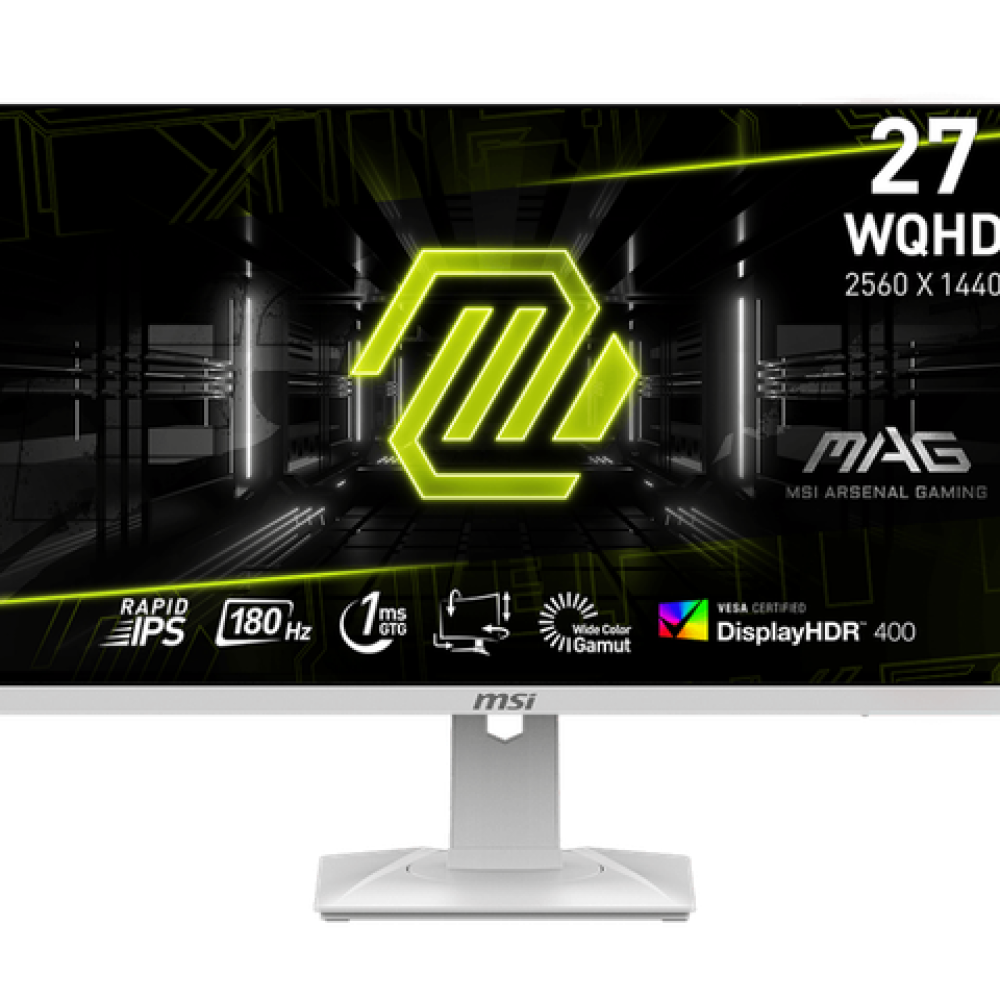 27
WQHD
2560 X 1440
MAG
MSI ARSENAL GAMING
RAPID
IPS
180Hz
1ms
GTG
Wide Color
Gamut
VESA CERTIFIED
DisplayHDR™ 400
msi